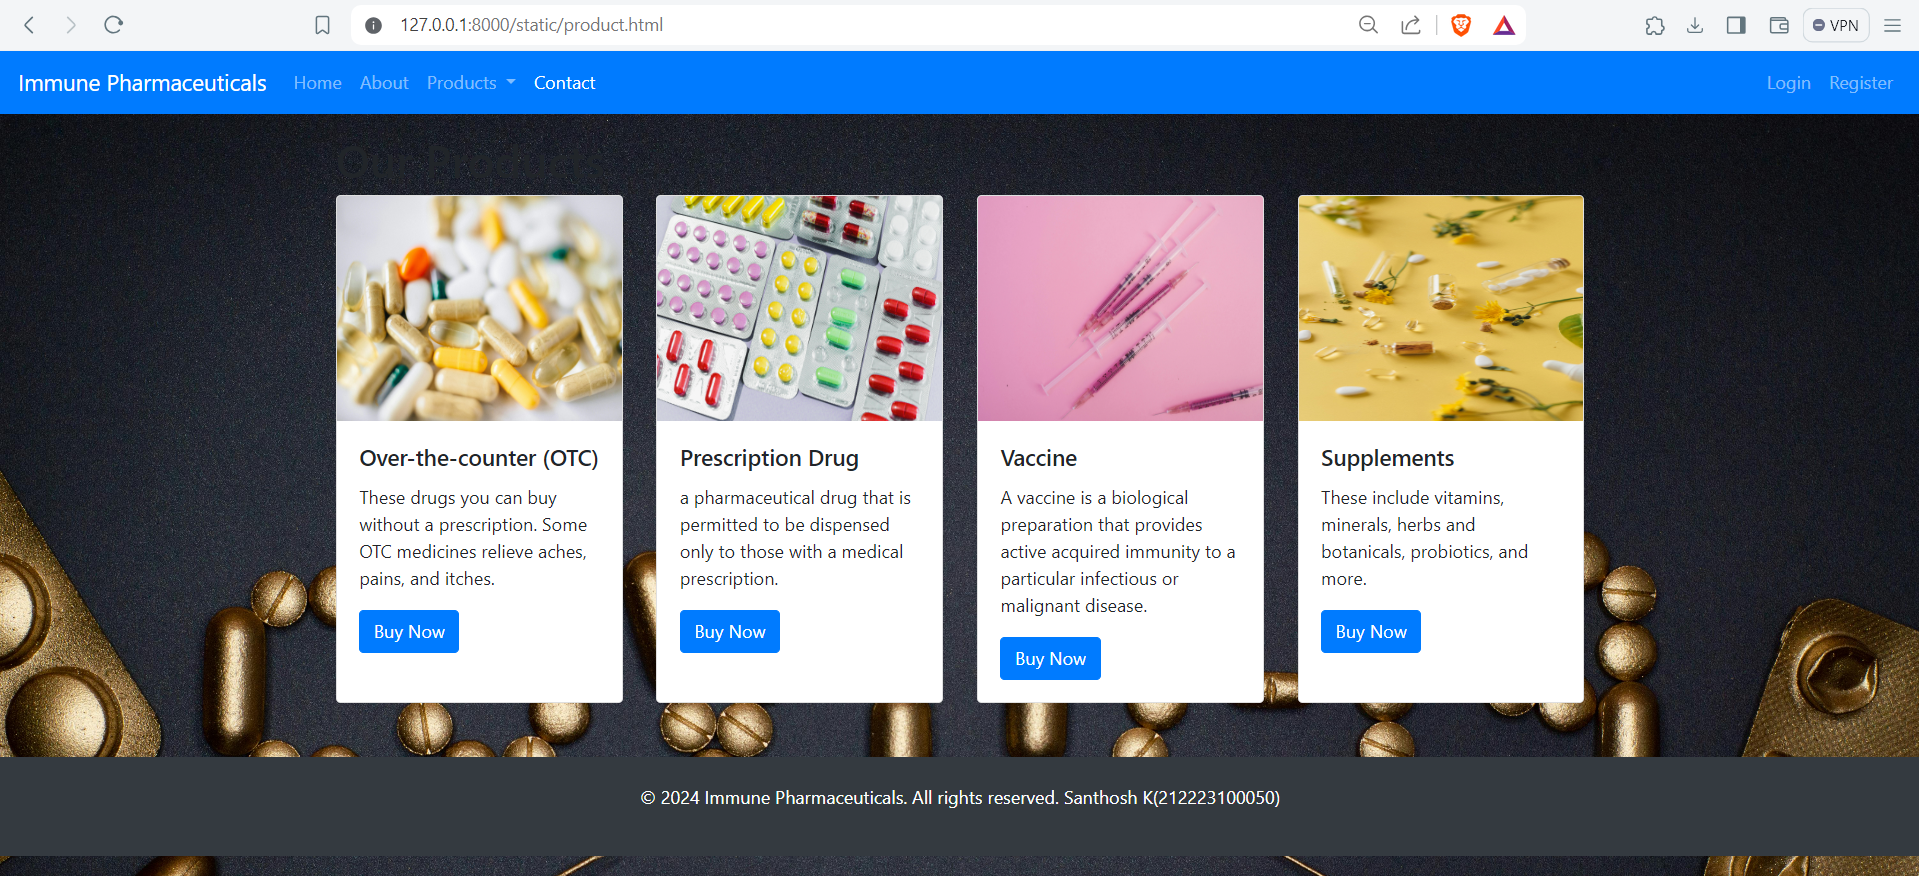 127.0.0.1:8000/static/product.html
VPN
Immune Pharmaceuticals
Home
About
Products
Contact
Login
Register
Our Products
Over-the-counter (OTC)
These drugs you can buy
without a prescription. Some
OTC medicines relieve aches,
pains, and itches.
Buy Now
Prescription Drug
a pharmaceutical drug that is
permitted to be dispensed
only to those with a medical
prescription.
Buy Now
Vaccine
A vaccine is a biological
preparation that provides
active acquired immunity to a
particular infectious or
malignant disease.
Buy Now
Supplements
These include vitamins,
minerals, herbs and
botanicals, probiotics, and
more.
Buy Now
© 2024 Immune Pharmaceuticals. All rights reserved. Santhosh K(212223100050)